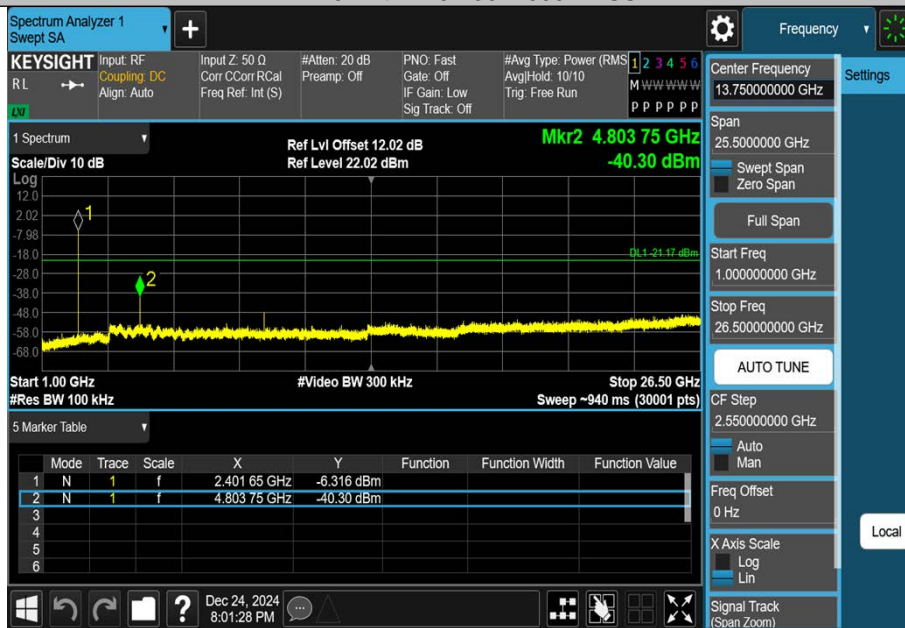 Spectrum Analyzer 1
Swept SA
Frequency
KEYSIGHT
Input: RF
Input Z: 50 Ω
#Atten: 20 dB
PNO: Fast
#Avg Type: Power (RMS
1 2 3 4 5 6
RL
Coupling: DC
Corr CCorr RCal
Preamp: Off
Gate: Off
Avg|Hold: 10/10
M W W W W W
Align: Auto
Freq Ref: Int (S)
IF Gain: Low
Trig: Free Run
Sig Track: Off
P P P P P P
LXI
1 Spectrum
Scale/Div 10 dB
Ref Lvl Offset 12.02 dB
Ref Level 22.02 dBm
Mkr2 4.803 75 GHz
-40.30 dBm
Log
12.0
2.02
-7.98
-18.0
-28.0
-38.0
-48.0
-58.0
-68.0
1
2
DL1 -21.17 dBm
Start 1.00 GHz
#Video BW 300 kHz
Stop 26.50 GHz
#Res BW 100 kHz
Sweep ~940 ms (30001 pts)
5 Marker Table
Mode Trace Scale X Y Function Function Width Function Value
1 N 1 f 2.401 65 GHz -6.316 dBm
2 N 1 f 4.803 75 GHz -40.30 dBm
3
4
5
6
Dec 24, 2024
8:01:28 PM
Center Frequency
13.750000000 GHz
Settings
Span
25.5000000 GHz
Swept Span
Zero Span
Full Span
Start Freq
1.000000000 GHz
Stop Freq
26.500000000 GHz
AUTO TUNE
CF Step
2.550000000 GHz
Auto
Man
Freq Offset
0 Hz
Local
X Axis Scale
Log
Lin
Signal Track
(Span Zoom)